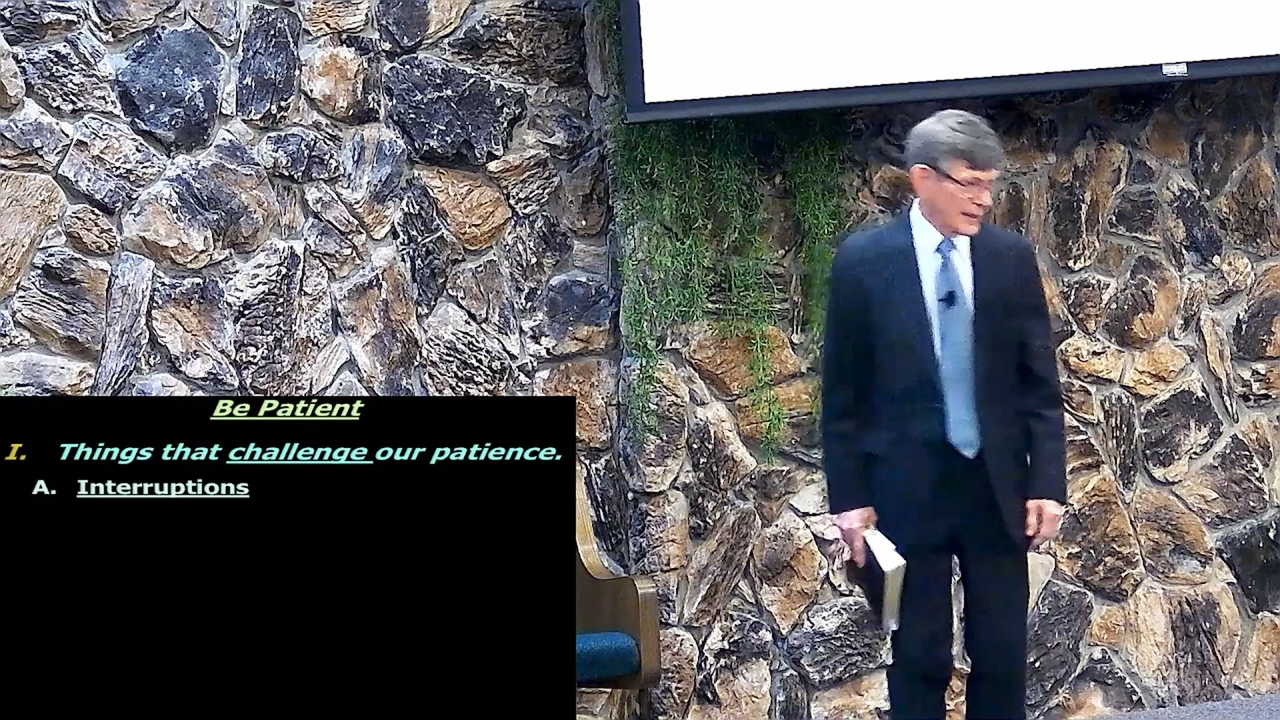 Be Patient
I. Things that challenge our patience.
A. Interruptions